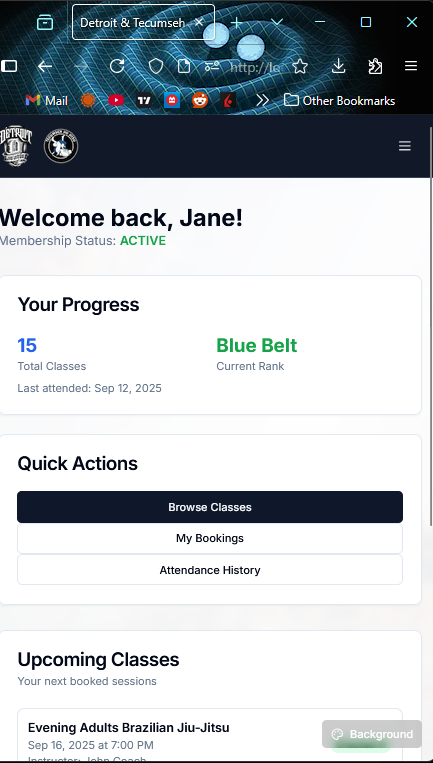 Detroit & Tecumseh
http://lo
Mail
Other Bookmarks
DETROIT
Welcome back, Jane!
Membership Status: ACTIVE
Your Progress
15
Blue Belt
Total Classes
Current Rank
Last attended: Sep 12, 2025
Quick Actions
Browse Classes
My Bookings
Attendance History
Upcoming Classes
Your next booked sessions
Evening Adults Brazilian Jiu-Jitsu
Sep 16, 2025 at 7:00 PM
Background
Instructor: John Coach